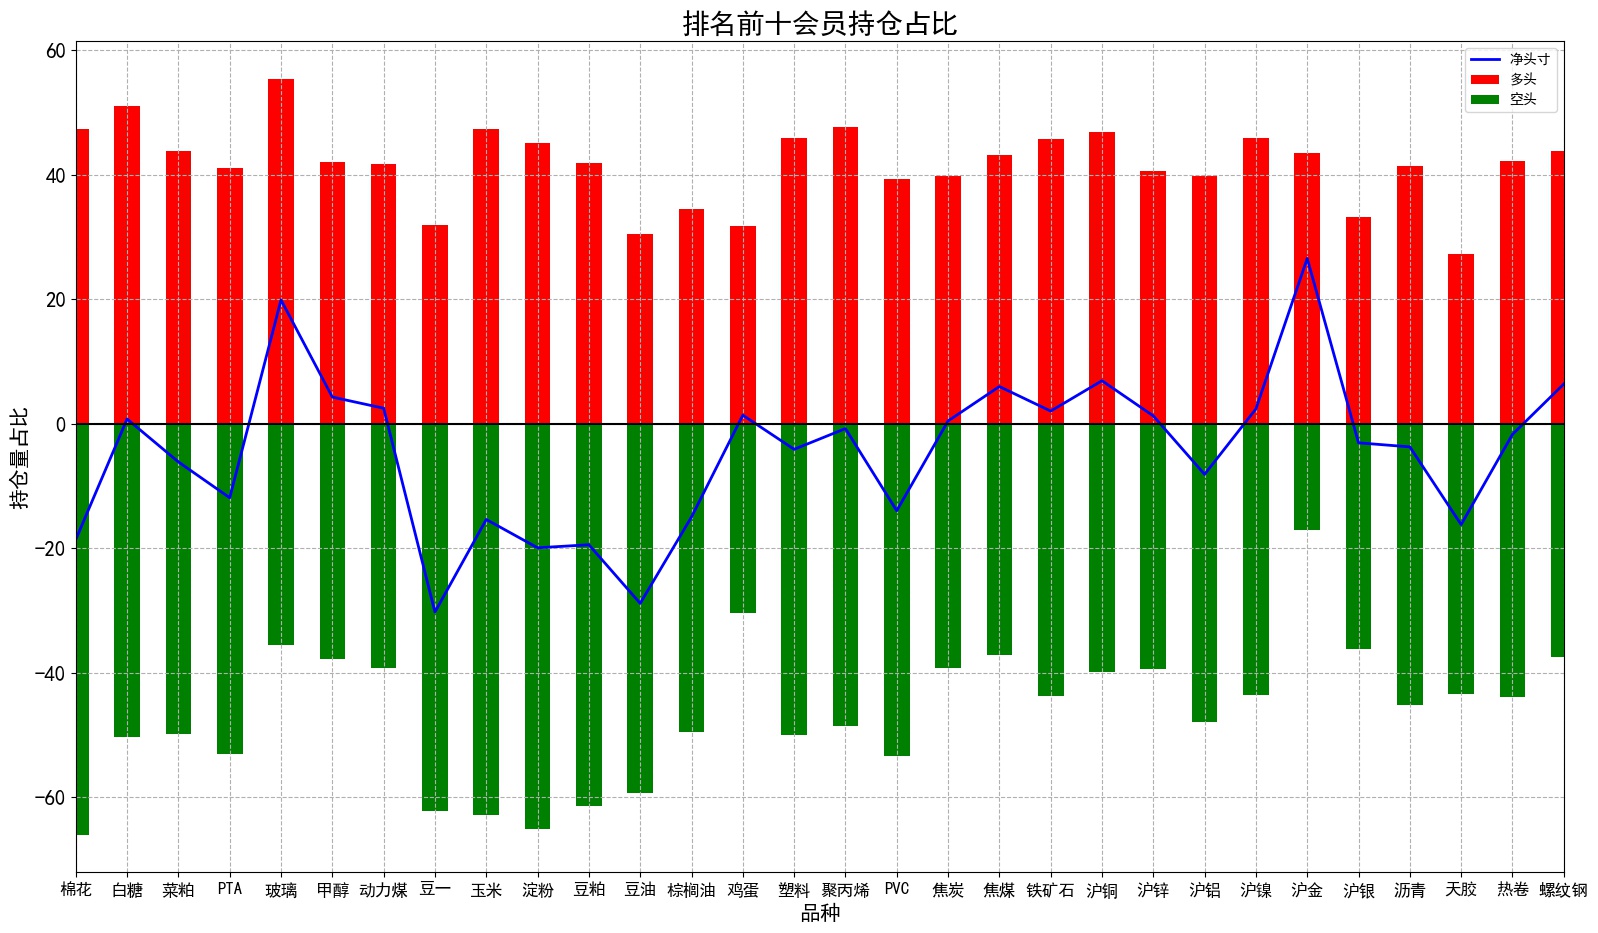 排名前十会员持仓占比
净头寸
多头
空头
60
40
20
0
−20
−40
−60
持仓量占比
棉花 白糖 菜粕 PTA 玻璃 甲醇 动力煤 豆一 玉米 淀粉 豆粕 豆油 棕榈油 鸡蛋 塑料 聚丙烯 PVC 焦炭 焦煤 铁矿石 沪铜 沪锌 沪铝 沪镍 沪金 沪银 沥青 天胶 热卷 螺纹钢
品种